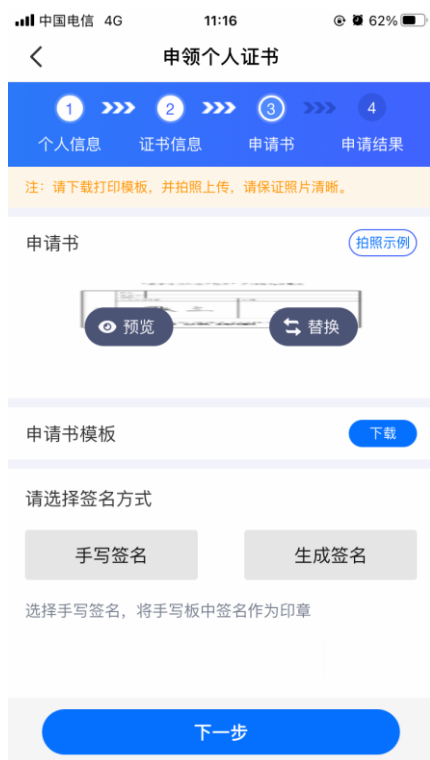 中国电信 4G 11:16 62%
申领个人证书
1 2 3 4
个人信息 证书信息 申请书 申请结果
注：请下载打印模板，并拍照上传，请保证照片清晰。
申请书 拍照示例
预览 替换
申请书模板 下载
请选择签名方式
手写签名 生成签名
选择手写签名，将手写板中签名作为印章
下一步